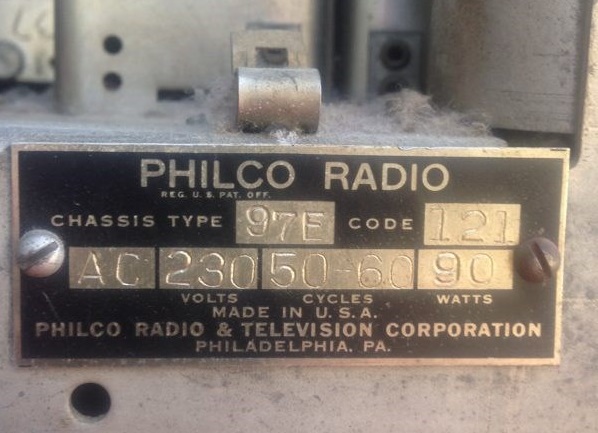 PHILCO RADIO
REG. U. S. PAT. OFF.
CHASSIS TYPE 97E CODE 121
AC 230 50-60 90
VOLTS CYCLES WATTS
MADE IN U.S.A.
PHILCO RADIO & TELEVISION CORPORATION
PHILADELPHIA, PA.